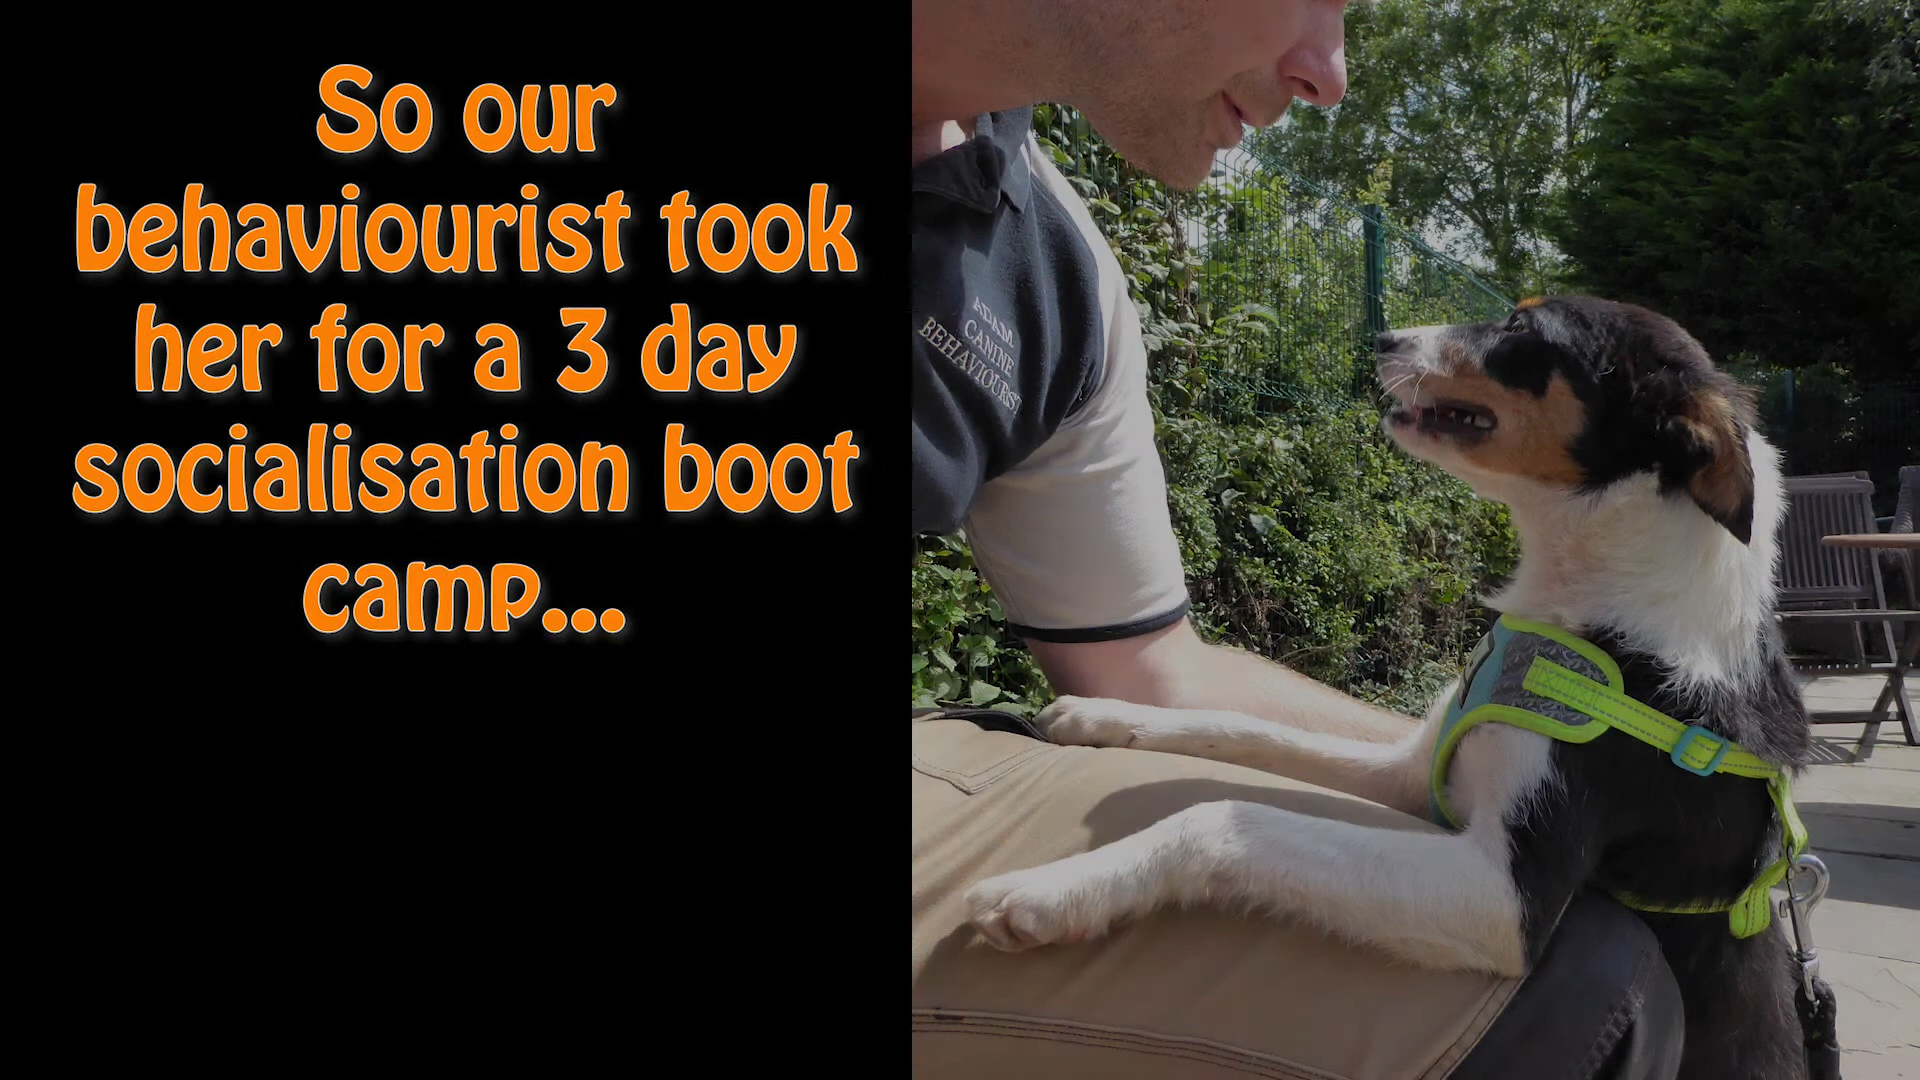 So our
behaviourist took
her for a 3 day
socialisation boot
camp...
ADAM
CANINE
BEHAVIOURIST